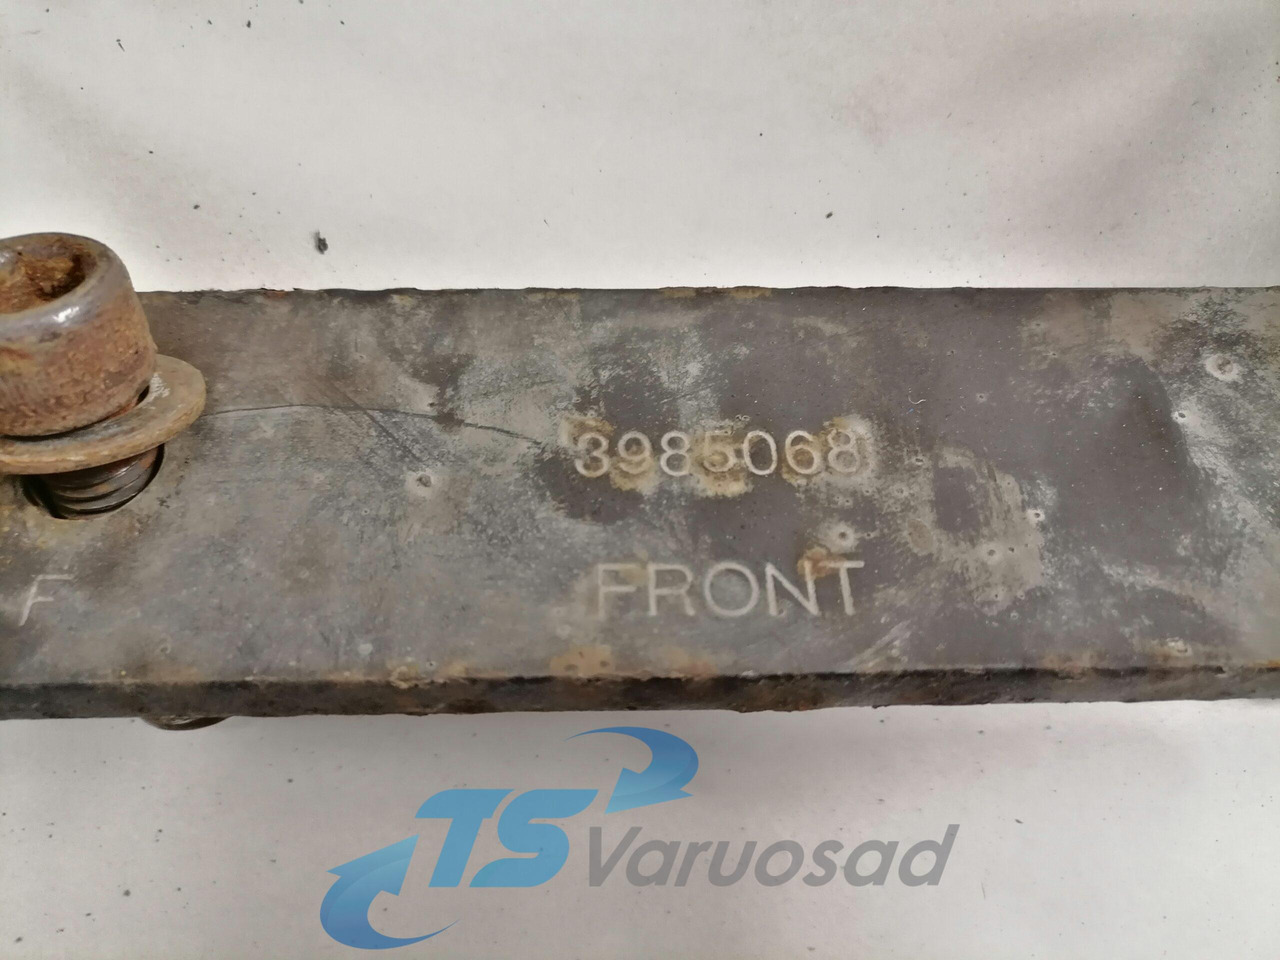 3985068
F
FRONT
TS Varuosad